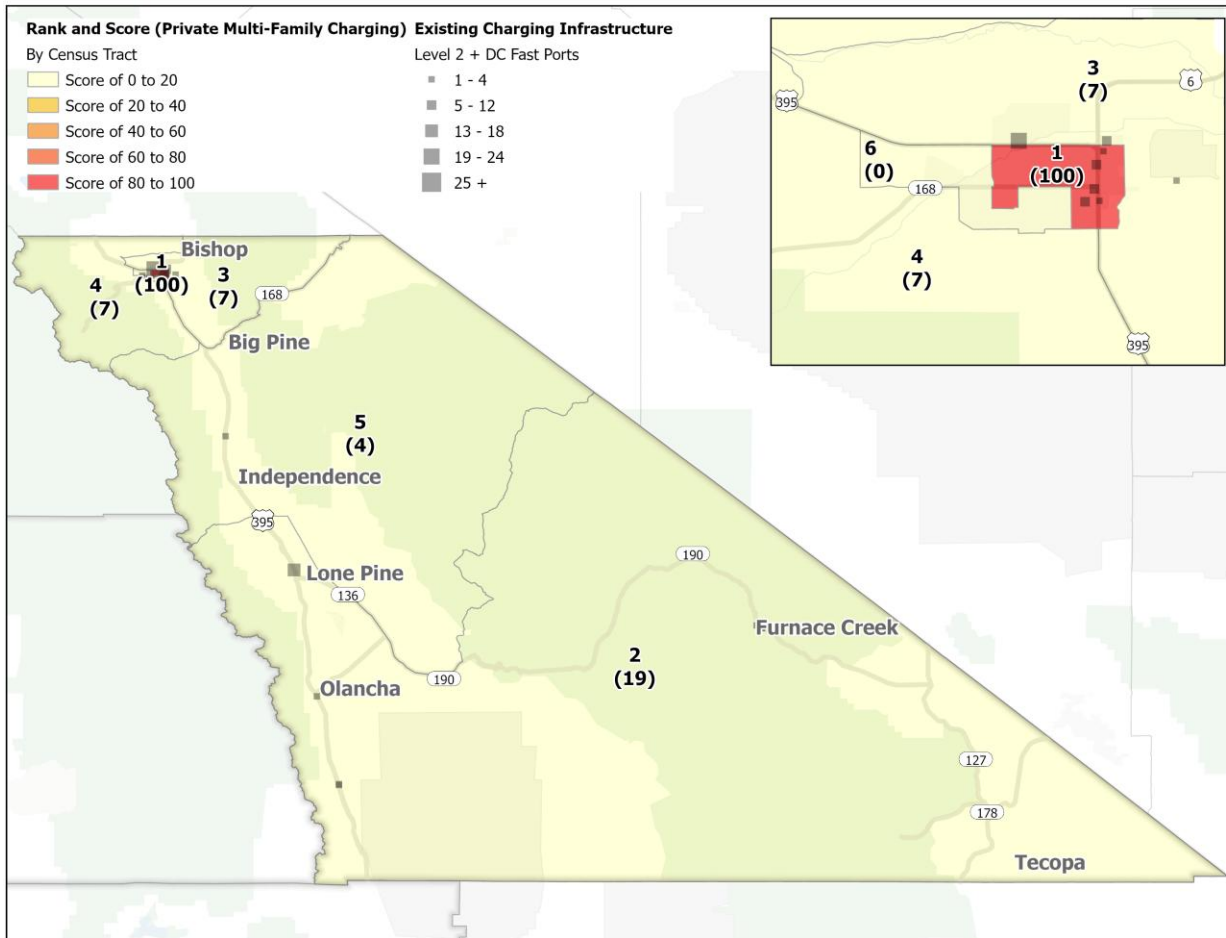 Rank and Score (Private Multi-Family Charging)
By Census Tract
Score of 0 to 20
Score of 20 to 40
Score of 40 to 60
Score of 60 to 80
Score of 80 to 100
Existing Charging Infrastructure
Level 2 + DC Fast Ports
1 - 4
5 - 12
13 - 18
19 - 24
25 +
3
(7)
6
395
1
(100)
6
(0)
168
4
(7)
395
Bishop
1
(100)
3
(7)
4
(7)
168
Big Pine
5
(4)
Independence
395
190
Lone Pine
136
Furnace Creek
2
(19)
190
Olancha
127
178
Tecopa